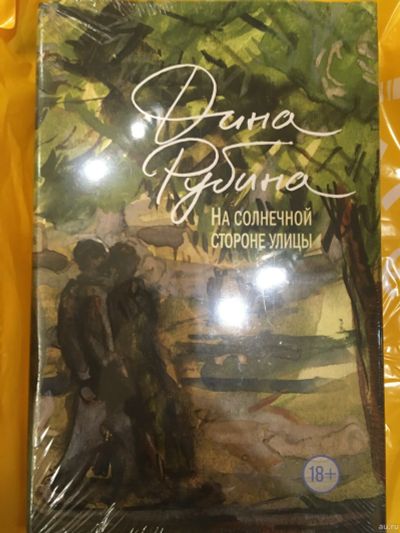 Дина
Рубина
На солнечной
стороне улицы
18+
au.ru